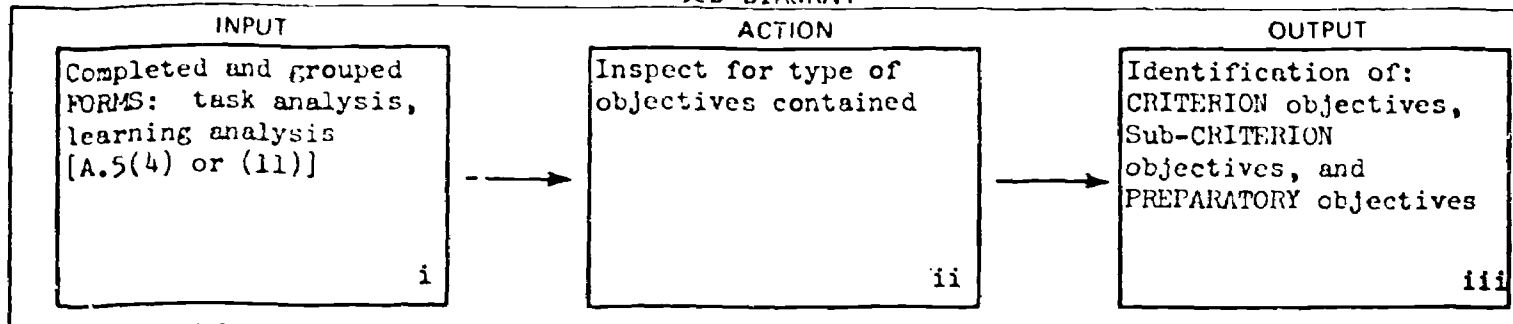 DIAGRAM
INPUT
Completed and grouped
FORMS: task analysis,
learning analysis
[A.5(4) or (11)]
i
ACTION
Inspect for type of
objectives contained
ii
OUTPUT
Identification of:
CRITERION objectives,
Sub-CRITERION
objectives, and
PREPARATORY objectives
iii